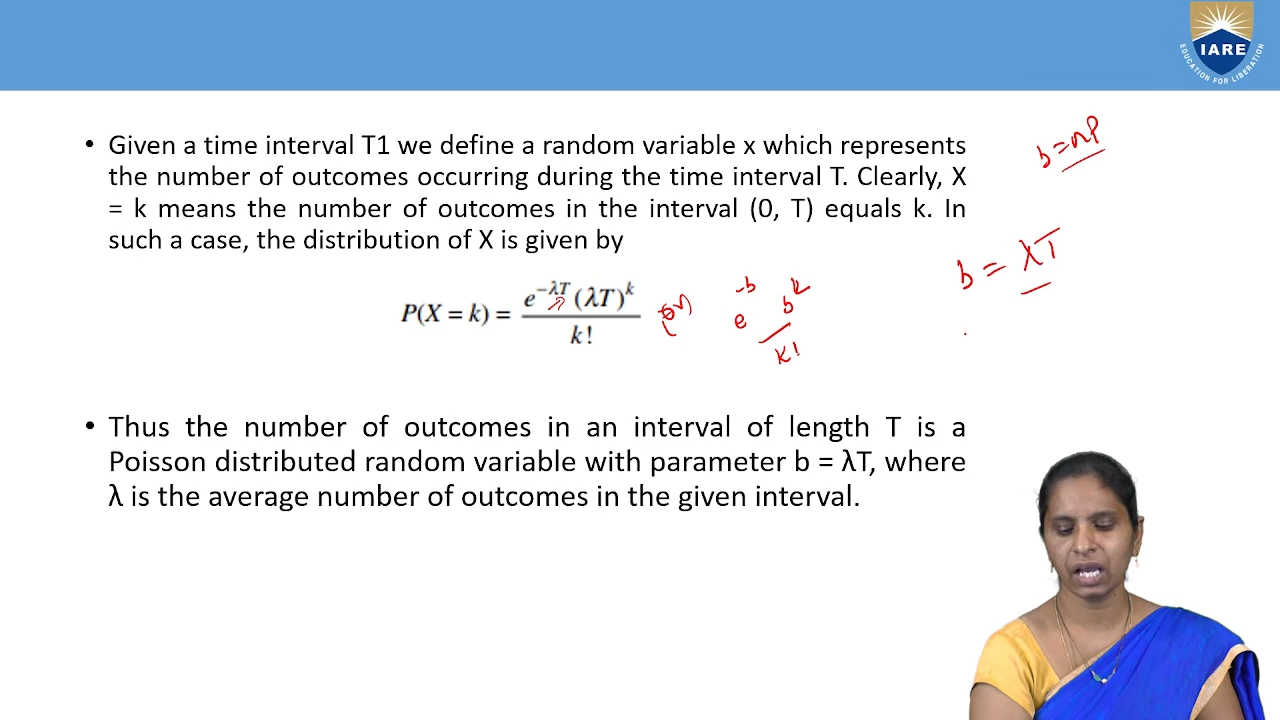 IARE
EDUCATION FOR LIBERATION
• Given a time interval T1 we define a random variable x which represents
the number of outcomes occurring during the time interval T. Clearly, X
= k means the number of outcomes in the interval (0, T) equals k. In
such a case, the distribution of X is given by
b = np
b = λT
P(X = k) = e^{-λT} (λT)^k / k! (or) e^{-b} b^k / k!
• Thus the number of outcomes in an interval of length T is a
Poisson distributed random variable with parameter b = λT, where
λ is the average number of outcomes in the given interval.